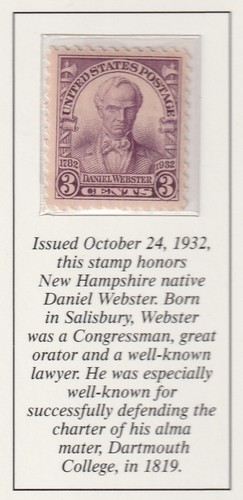 UNITED STATES POSTAGE
1782 1932
DANIEL WEBSTER
3 CENTS 3
Issued October 24, 1932,
this stamp honors
New Hampshire native
Daniel Webster. Born
in Salisbury, Webster
was a Congressman, great
orator and a well-known
lawyer. He was especially
well-known for
successfully defending the
charter of his alma
mater, Dartmouth
College, in 1819.